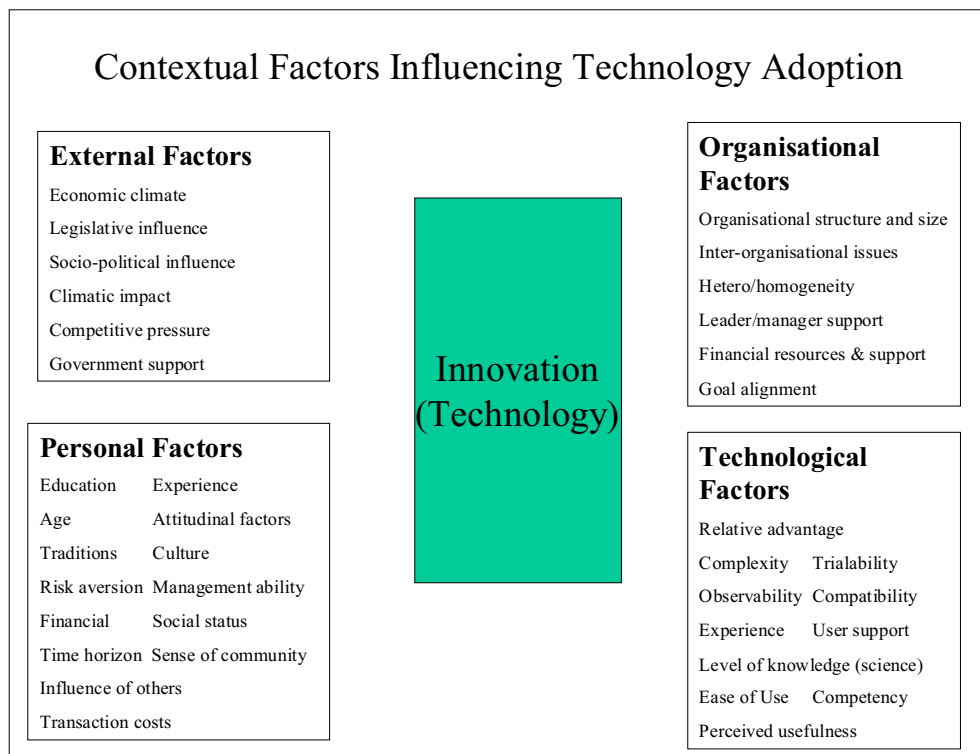 Contextual Factors Influencing Technology Adoption
External Factors
Economic climate
Legislative influence
Socio-political influence
Climatic impact
Competitive pressure
Government support
Innovation
(Technology)
Organisational
Factors
Organisational structure and size
Inter-organisational issues
Hetero/homogeneity
Leader/manager support
Financial resources & support
Goal alignment
Personal Factors
Education Experience
Age Attitudinal factors
Traditions Culture
Risk aversion Management ability
Financial Social status
Time horizon Sense of community
Influence of others
Transaction costs
Technological
Factors
Relative advantage
Complexity Trialability
Observability Compatibility
Experience User support
Level of knowledge (science)
Ease of Use Competency
Perceived usefulness